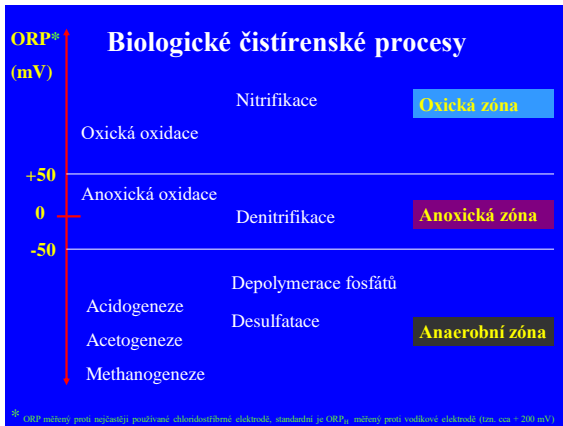 Biologické čistírenské procesy
ORP*
(mV)
Nitrifikace
Oxická zóna
Oxická oxidace
+50
Anoxická oxidace
0
Denitrifikace
Anoxická zóna
-50
Depolymerace fosfátů
Acidogeneze
Desulfatace
Anaerobní zóna
Acetogeneze
Methanogeneze
* ORP měřený proti nejčastěji používané chloridostříbrné elektrodě, standardní je ORPH měřený proti vodíkové elektrodě (tzn. cca + 200 mV)